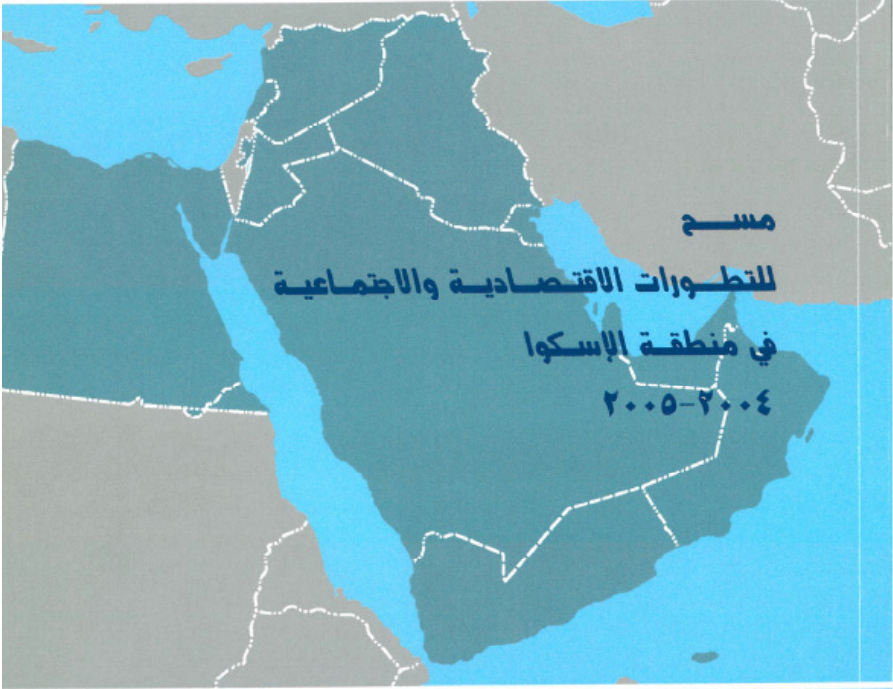 مسح
للتطورات الاقتصادية والاجتماعية
في منطقة الإسكوا
٢٠٠٤-٢٠٠٥